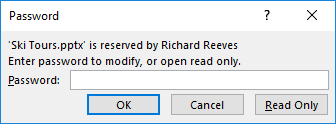 Password
'Ski Tours.pptx' is reserved by Richard Reeves
Enter password to modify, or open read only.
Password:
OK Cancel Read Only